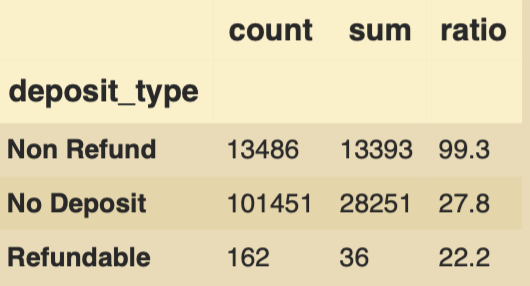 count sum ratio
deposit_type
Non Refund 13486 13393 99.3
No Deposit 101451 28251 27.8
Refundable 162 36 22.2